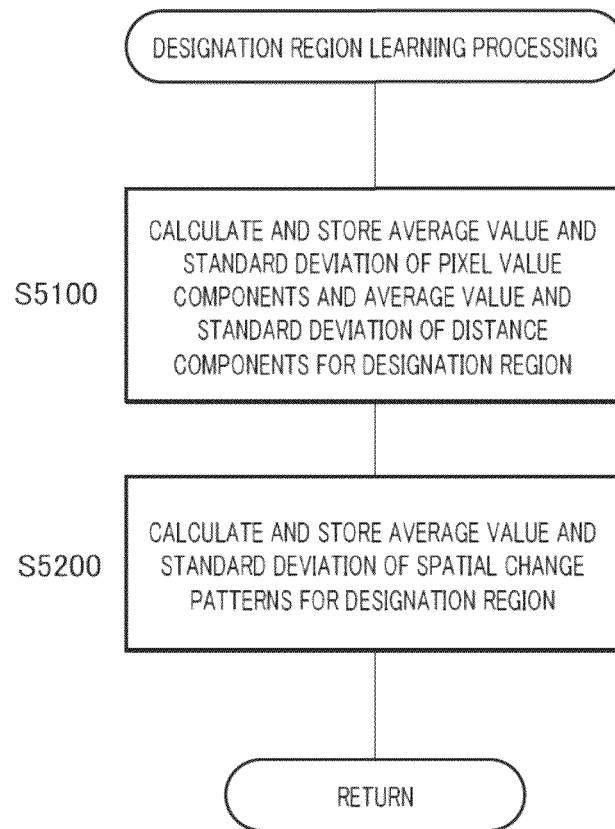 DESIGNATION REGION LEARNING PROCESSING
S5100
CALCULATE AND STORE AVERAGE VALUE AND
STANDARD DEVIATION OF PIXEL VALUE
COMPONENTS AND AVERAGE VALUE AND
STANDARD DEVIATION OF DISTANCE
COMPONENTS FOR DESIGNATION REGION
S5200
CALCULATE AND STORE AVERAGE VALUE AND
STANDARD DEVIATION OF SPATIAL CHANGE
PATTERNS FOR DESIGNATION REGION
RETURN